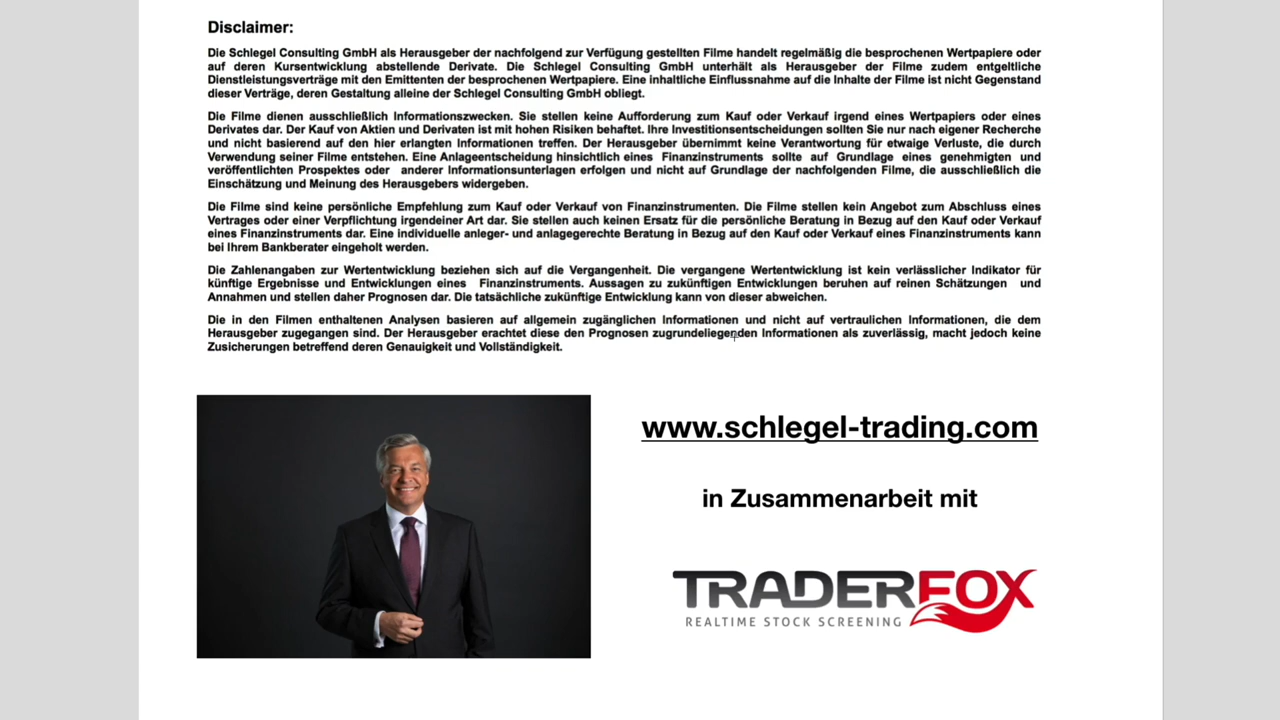 Disclaimer:
Die Schlegel Consulting GmbH als Herausgeber der nachfolgend zur Verfügung gestellten Filme handelt regelmäßig die besprochenen Wertpapiere oder
auf deren Kursentwicklung abstellende Derivate. Die Schlegel Consulting GmbH unterhält als Herausgeber der Filme zudem entgeltliche
Dienstleistungsverträge mit den Emittenten der besprochenen Wertpapiere. Eine inhaltliche Einflussnahme auf die Inhalte der Filme ist nicht Gegenstand
dieser Verträge, deren Gestaltung alleine der Schlegel Consulting GmbH obliegt.
Die Filme dienen ausschließlich Informationszwecken. Sie stellen keine Aufforderung zum Kauf oder Verkauf irgend eines Wertpapiers oder eines
Derivates dar. Der Kauf von Aktien und Derivaten ist mit hohen Risiken behaftet. Ihre Investitionsentscheidungen sollten Sie nur nach eigener Recherche
und nicht basierend auf den hier erlangten Informationen treffen. Der Herausgeber übernimmt keine Verantwortung für etwaige Verluste, die durch
Verwendung seiner Filme entstehen. Eine Anlageentscheidung hinsichtlich eines Finanzinstruments sollte auf Grundlage eines genehmigten und
veröffentlichten Prospektes oder anderer Informationsunterlagen erfolgen und nicht auf Grundlage der nachfolgenden Filme, die ausschließlich die
Einschätzung und Meinung des Herausgebers widergeben.
Die Filme sind keine persönliche Empfehlung zum Kauf oder Verkauf von Finanzinstrumenten. Die Filme stellen kein Angebot zum Abschluss eines
Vertrages oder einer Verpflichtung irgendeiner Art dar. Sie stellen auch keinen Ersatz für die persönliche Beratung in Bezug auf den Kauf oder Verkauf
eines Finanzinstruments dar. Eine individuelle anleger- und anlagegerechte Beratung in Bezug auf den Kauf oder Verkauf eines Finanzinstruments kann
bei Ihrem Bankberater eingeholt werden.
Die Zahlenangaben zur Wertentwicklung beziehen sich auf die Vergangenheit. Die vergangene Wertentwicklung ist kein verlässlicher Indikator für
künftige Ergebnisse und Entwicklungen eines Finanzinstruments. Aussagen zu zukünftigen Entwicklungen beruhen auf reinen Schätzungen und
Annahmen und stellen daher Prognosen dar. Die tatsächliche zukünftige Entwicklung kann von dieser abweichen.
Die in den Filmen enthaltenen Analysen basieren auf allgemein zugänglichen Informationen und nicht auf vertraulichen Informationen, die dem
Herausgeber zugegangen sind. Der Herausgeber erachtet diese den Prognosen zugrundeliegenden Informationen als zuverlässig, macht jedoch keine
Zusicherungen betreffend deren Genauigkeit und Vollständigkeit.
www.schlegel-trading.com
in Zusammenarbeit mit
TRADERFOX
REALTIME STOCK SCREENING